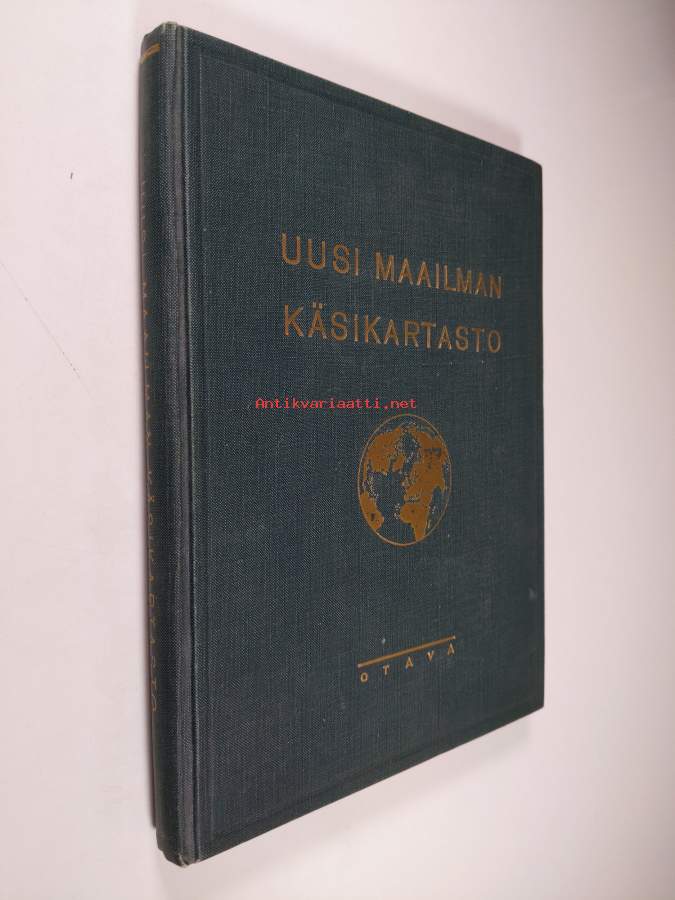 UUSI MAAILMAN
KÄSIKARTASTO
Antikvariaatti.net
OTAVA
UUSI MAAILMAN KÄSIKARTASTO